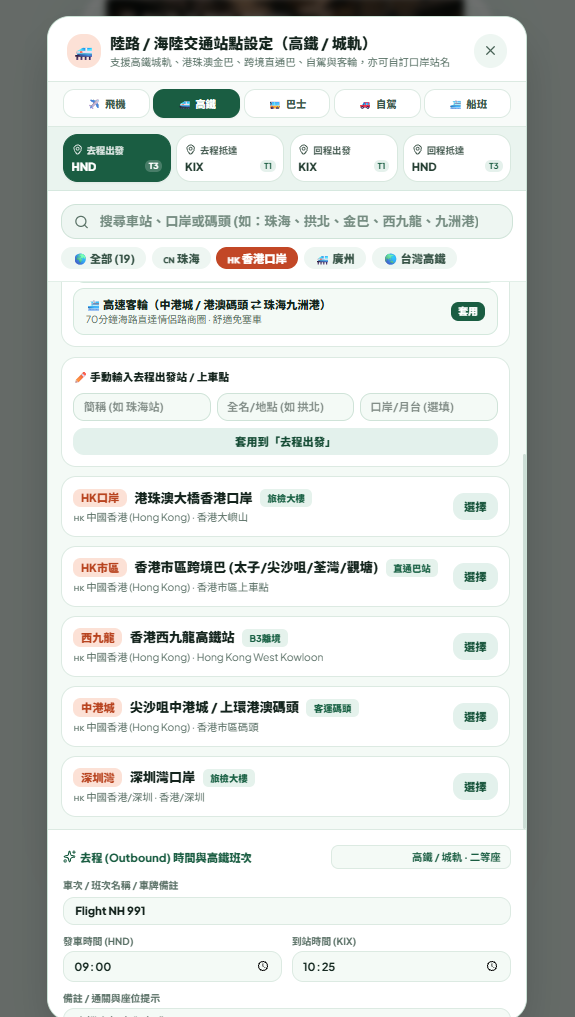 陸路 / 海陸交通站點設定（高鐵 / 城軌）
支援高鐵城軌、港珠澳金巴、跨境直通巴、自駕與客輪，亦可自訂口岸站名
飛機
高鐵
巴士
自駕
船班
去程出發
HND
T3
去程抵達
KIX
T1
回程出發
KIX
T1
回程抵達
HND
T3
搜尋車站、口岸或碼頭 (如：珠海、拱北、金巴、西九龍、九洲港)
全部 (19)
CN 珠海
HK 香港口岸
廣州
台灣高鐵
高速客輪（中港城 / 港澳碼頭 ⇄ 珠海九洲港）
70分鐘海路直達情侶路商圈 · 舒適免塞車
套用
手動輸入去程出發站 / 上車點
簡稱 (如 珠海站)
全名/地點 (如 拱北)
口岸/月台 (選填)
套用到「去程出發」
HK口岸 港珠澳大橋香港口岸 旅檢大樓
HK 中國香港 (Hong Kong) · 香港大嶼山
選擇
HK市區 香港市區跨境巴 (太子/尖沙咀/荃灣/觀塘) 直通巴站
HK 中國香港 (Hong Kong) · 香港市區上車點
選擇
西九龍 香港西九龍高鐵站 B3離境
HK 中國香港 (Hong Kong) · Hong Kong West Kowloon
選擇
中港城 尖沙咀中港城 / 上環港澳碼頭 客運碼頭
HK 中國香港 (Hong Kong) · 香港市區碼頭
選擇
深圳灣 深圳灣口岸 旅檢大樓
HK 中國香港/深圳 · 香港/深圳
選擇
去程 (Outbound) 時間與高鐵班次
高鐵 / 城軌 · 二等座
車次 / 班次名稱 / 車牌備註
Flight NH 991
發車時間 (HND)
到站時間 (KIX)
09:00
10:25
備註 / 通關與座位提示